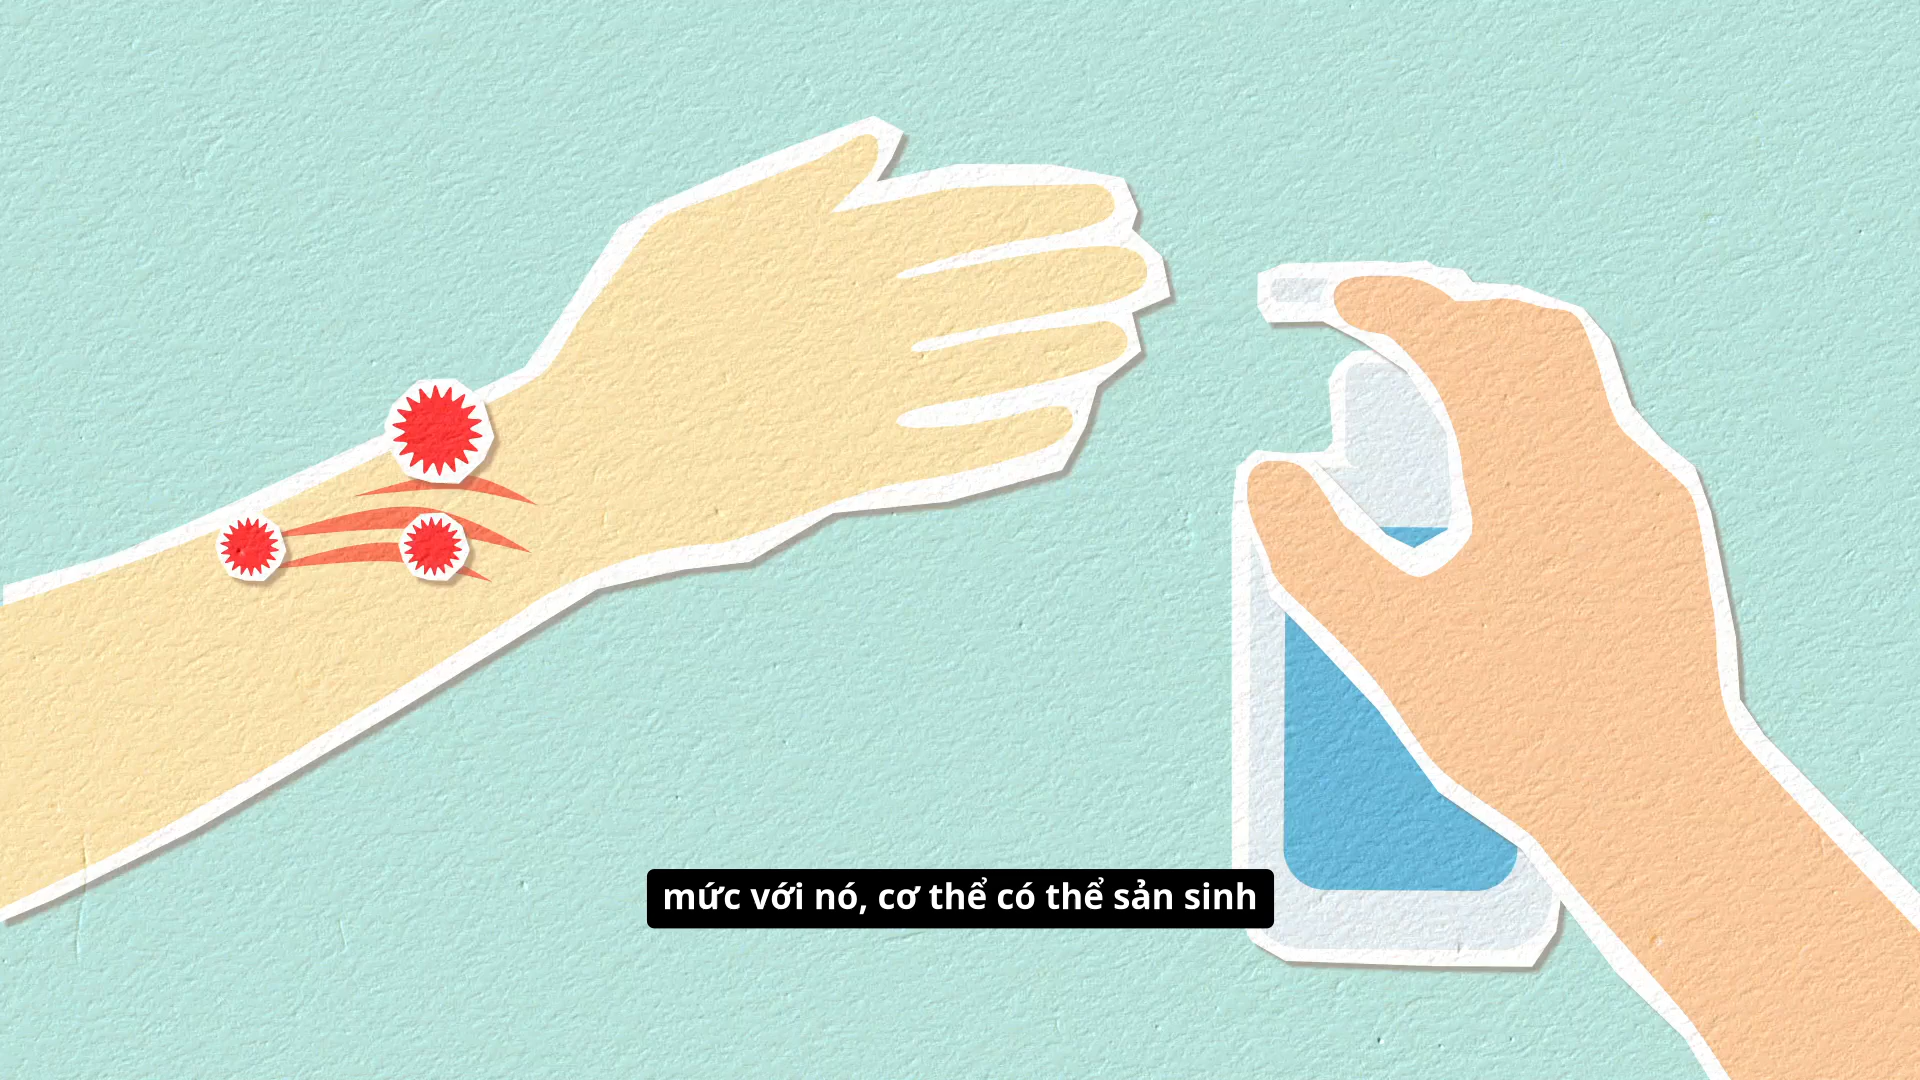 mức với nó, cơ thể có thể sản sinh